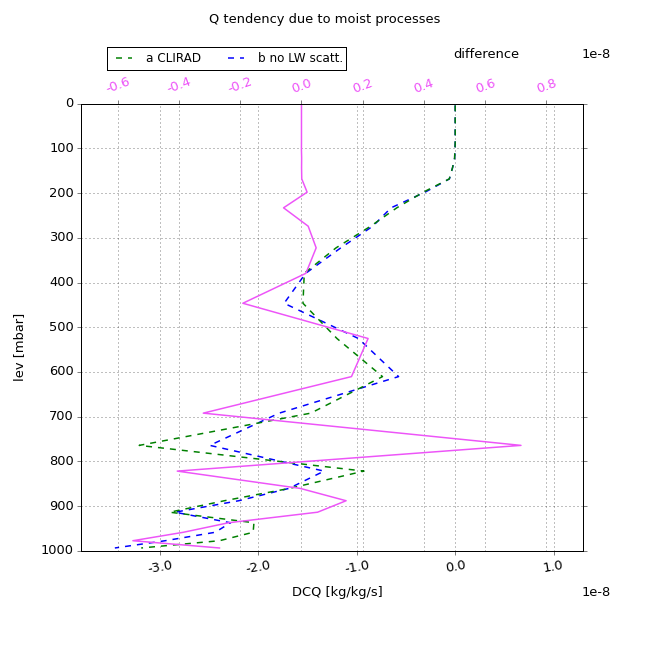 Q tendency due to moist processes
a CLIRAD b no LW scatt. difference 1e-8
-0.6 -0.4 -0.2 0.0 0.2 0.4 0.6 0.8
0
100
200
300
400
500
600
700
800
900
1000
lev [mbar]
-3.0 -2.0 -1.0 0.0 1.0
DCQ [kg/kg/s] 1e-8